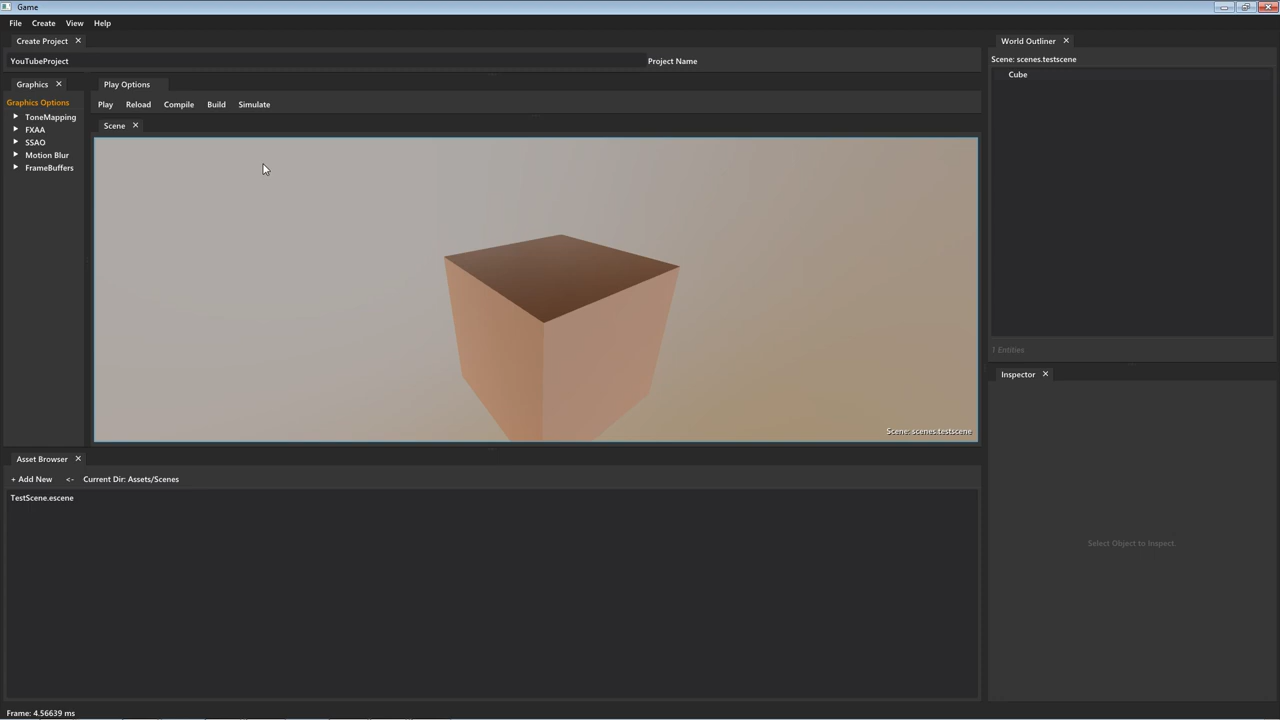 Game
File Create View Help
Create Project
YouTubeProject Project Name
Graphics
Graphics Options
ToneMapping
FXAA
SSAO
Motion Blur
FrameBuffers
Play Options
Play Reload Compile Build Simulate
Scene
Scene: scenes.testscene
World Outliner
Scene: scenes.testscene
Cube
1 Entities
Inspector
Select Object to Inspect.
Asset Browser
+ Add New <- Current Dir: Assets/Scenes
TestScene.escene
Frame: 4.56639 ms